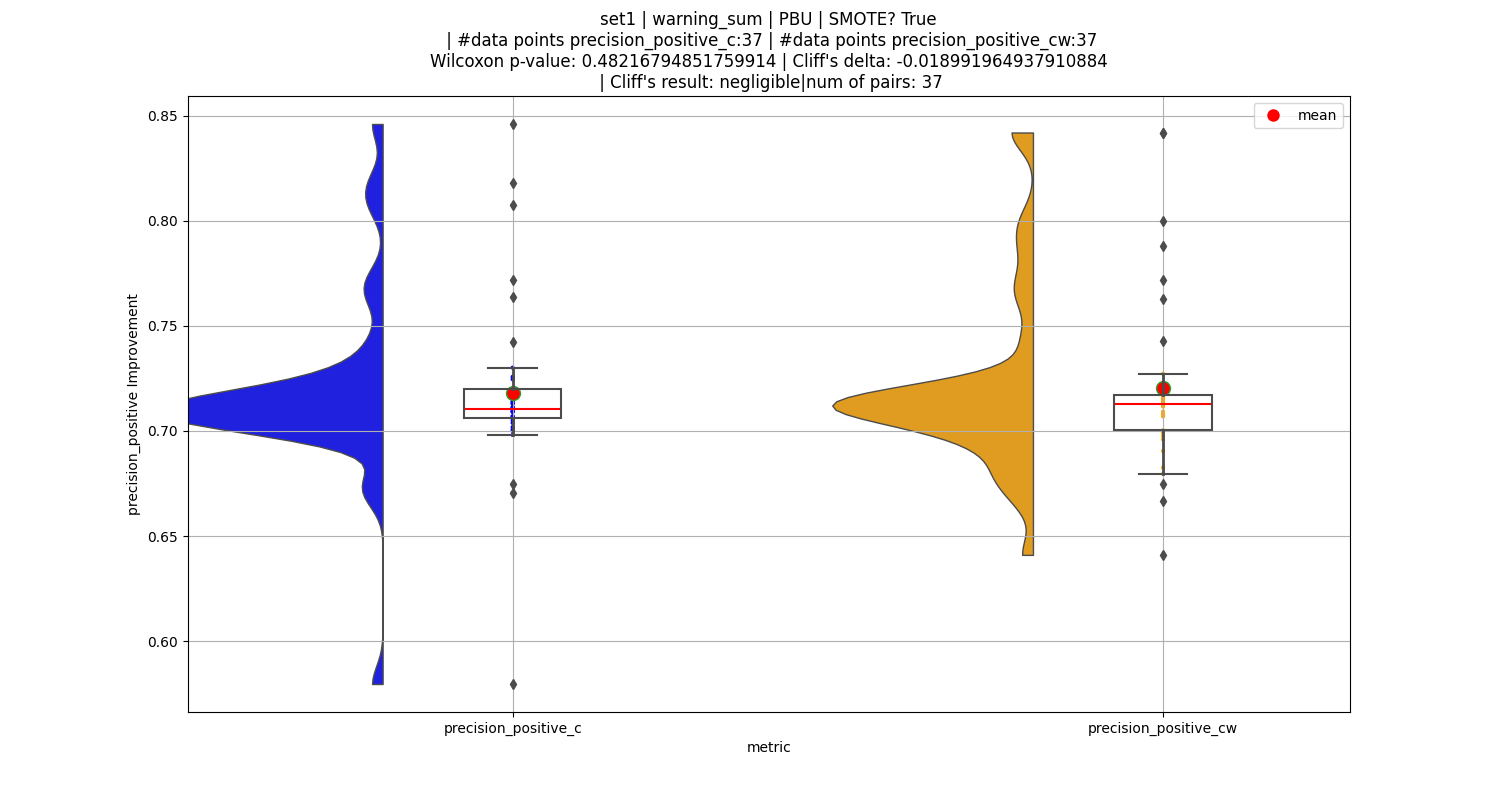 set1 | warning_sum | PBU | SMOTE? True
| #data points precision_positive_c:37 | #data points precision_positive_cw:37
Wilcoxon p-value: 0.48216794851759914 | Cliff's delta: -0.018991964937910884
| Cliff's result: negligible|num of pairs: 37
mean
precision_positive Improvement
0.85
0.80
0.75
0.70
0.65
0.60
precision_positive_c
precision_positive_cw
metric